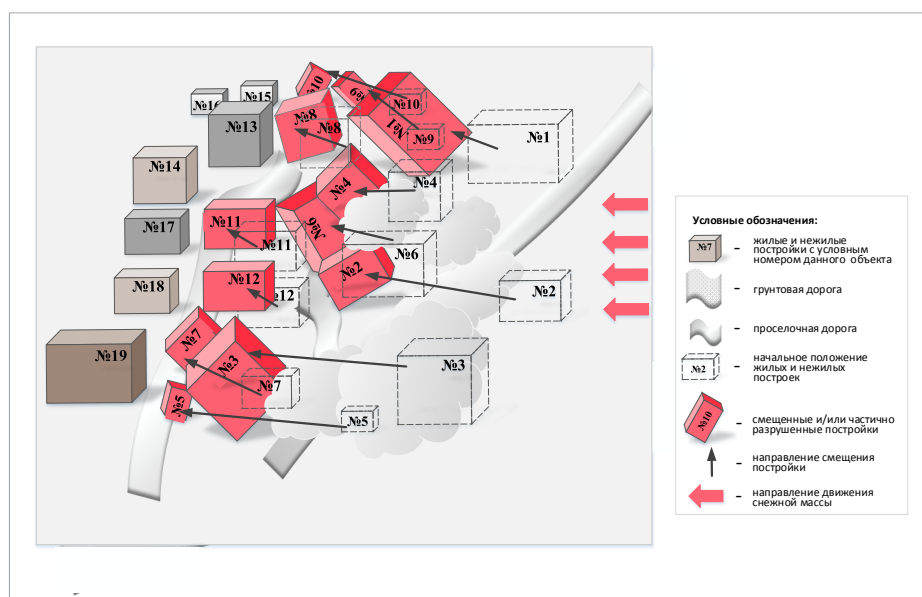 №10
№9
№10
№16
№15
№8
№1
№9
№1
№13
№8
№14
№4
№4
№11
№17
№6
№11
№6
№2
№18
№12
№12
№2
№7
№19
№3
№3
№7
№5
№5
Условные обозначения:
№7 – жилые и нежилые
постройки с условным
номером данного объекта
– грунтовая дорога
– проселочная дорога
№2 – начальное положение
жилых и нежилых
построек
№10 – смещенные и/или частично
разрушенные постройки
– направление смещения
постройки
– направление движения
снежной массы